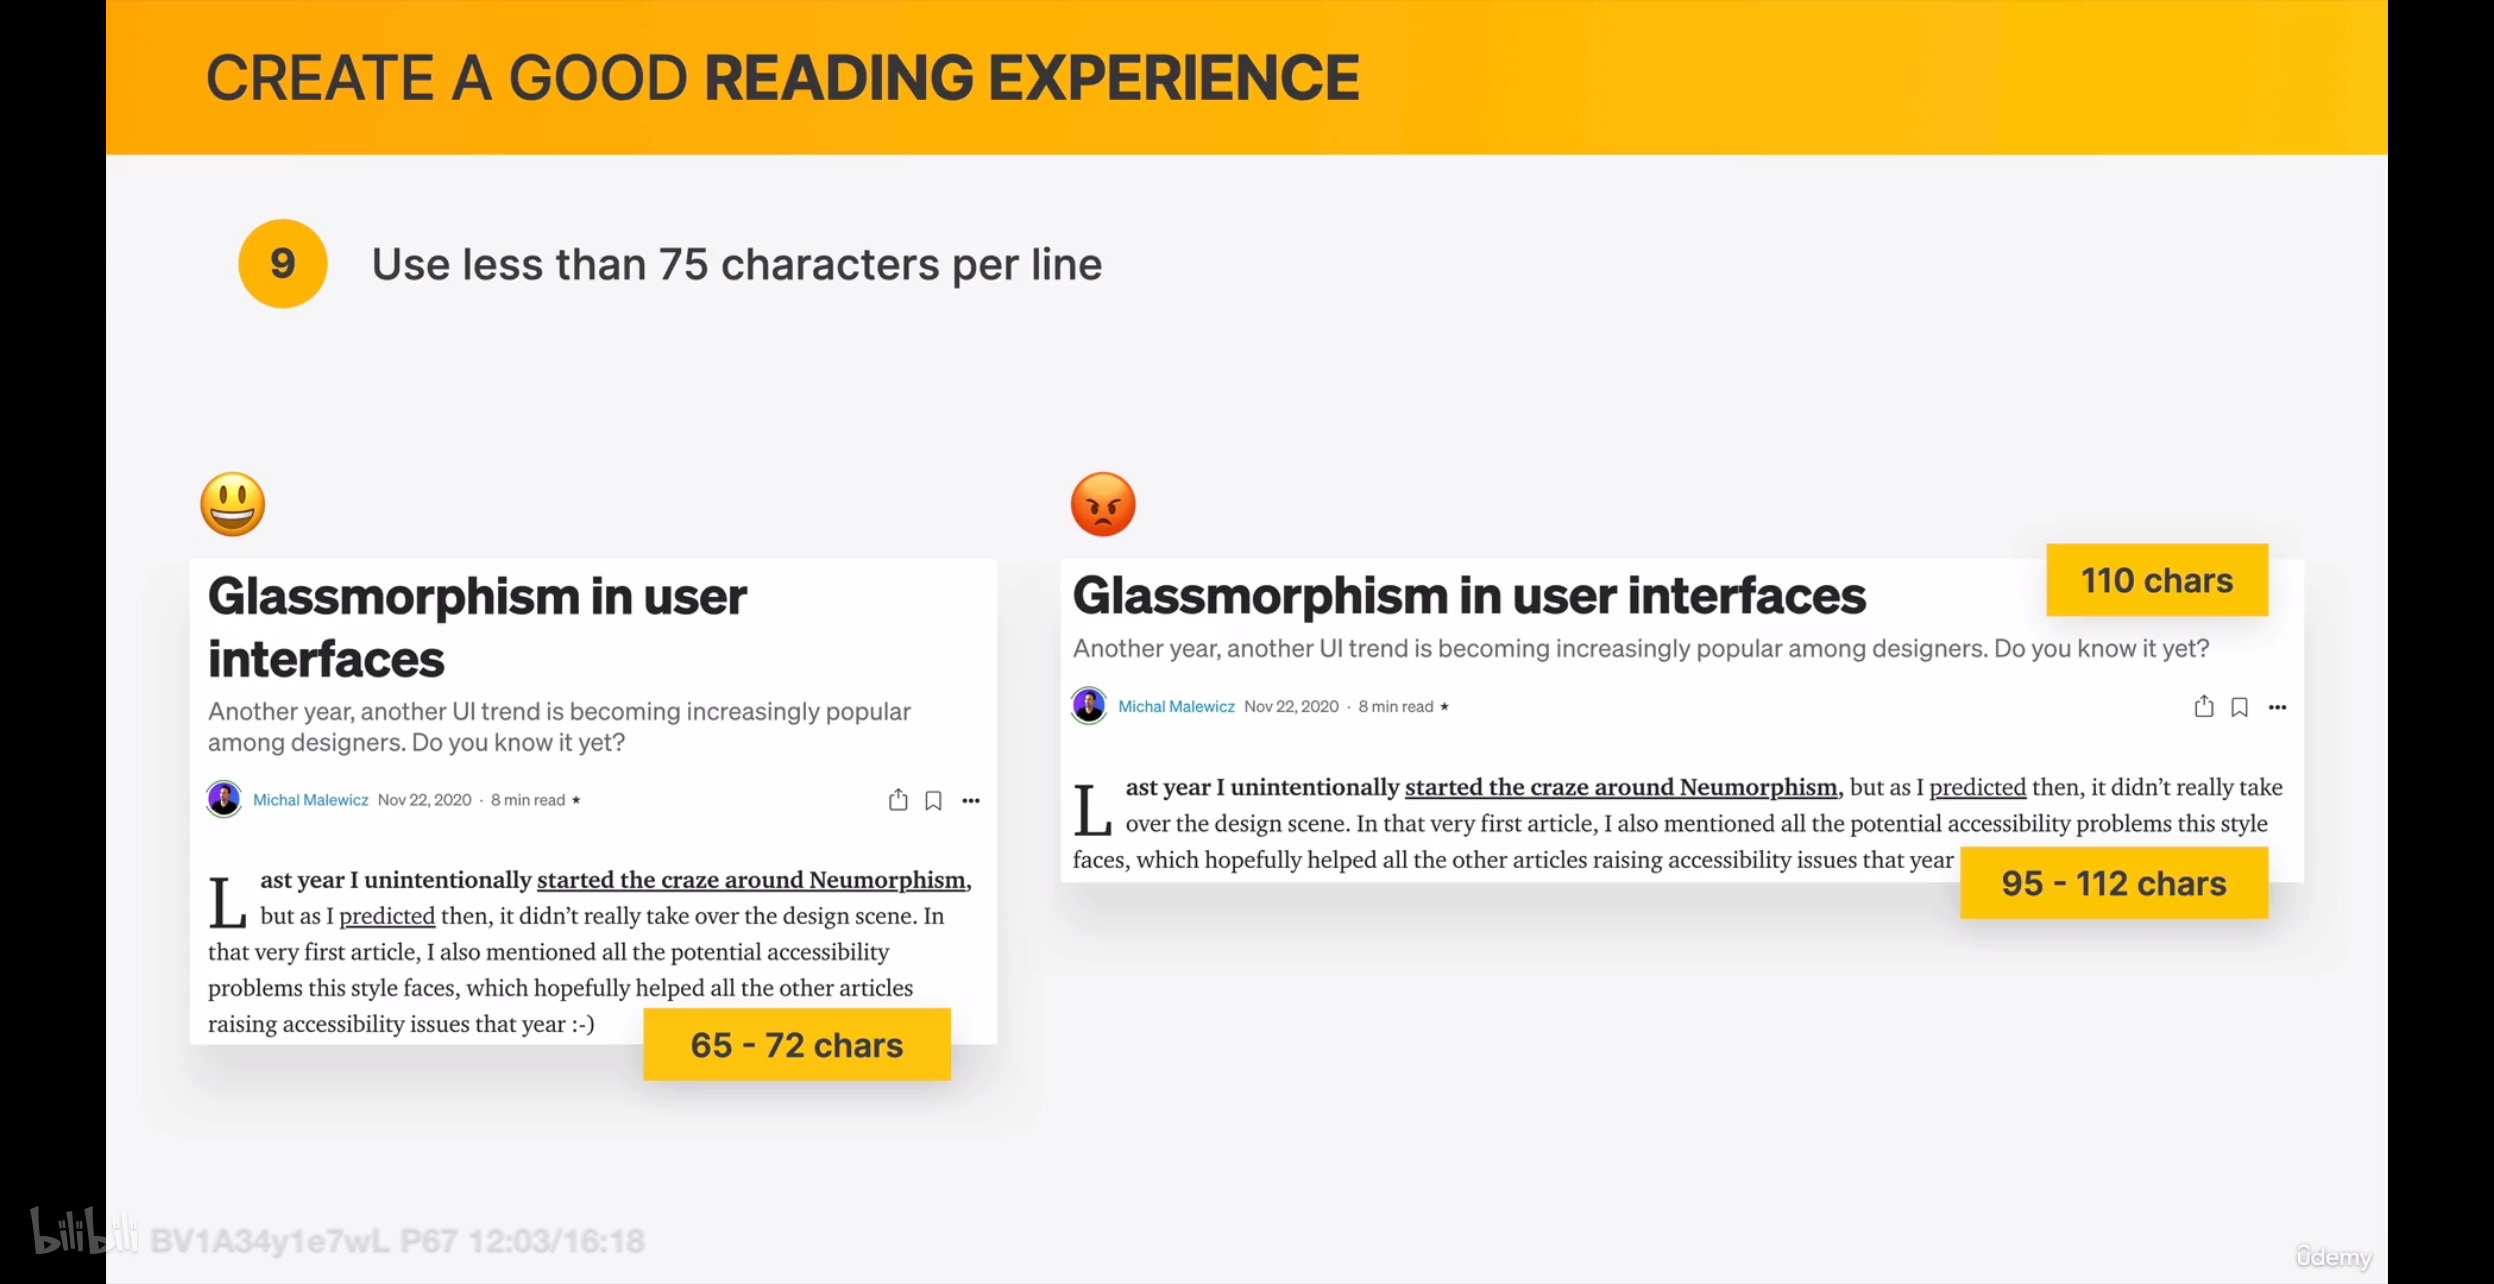 CREATE A GOOD READING EXPERIENCE
9
Use less than 75 characters per line
Glassmorphism in user
interfaces
Another year, another UI trend is becoming increasingly popular
among designers. Do you know it yet?
Michal Malewicz Nov 22, 2020 · 8 min read ★
Last year I unintentionally started the craze around Neumorphism,
but as I predicted then, it didn’t really take over the design scene. In
that very first article, I also mentioned all the potential accessibility
problems this style faces, which hopefully helped all the other articles
raising accessibility issues that year :-)
65 - 72 chars
110 chars
Glassmorphism in user interfaces
Another year, another UI trend is becoming increasingly popular among designers. Do you know it yet?
Michal Malewicz Nov 22, 2020 · 8 min read ★
Last year I unintentionally started the craze around Neumorphism, but as I predicted then, it didn’t really take
over the design scene. In that very first article, I also mentioned all the potential accessibility problems this style
faces, which hopefully helped all the other articles raising accessibility issues that year
95 - 112 chars
bilibili BV1A34y1e7wL P67 12:03/16:18
ûdemy